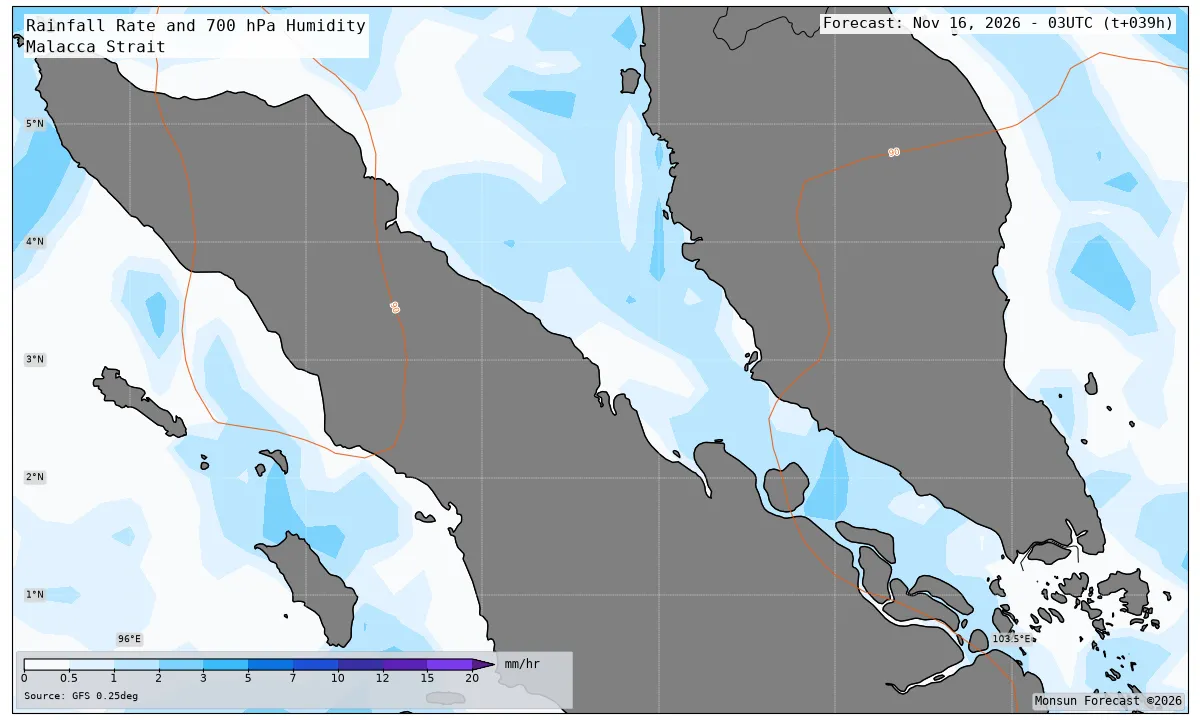 Rainfall Rate and 700 hPa Humidity
Malacca Strait
Forecast: Nov 16, 2026 - 03UTC (t+039h)
5°N
90
4°N
90
3°N
2°N
1°N
96°E
103.5°E
mm/hr
0 0.5 1 2 3 5 7 10 12 15 20
Source: GFS 0.25deg
Monsun Forecast ©2026